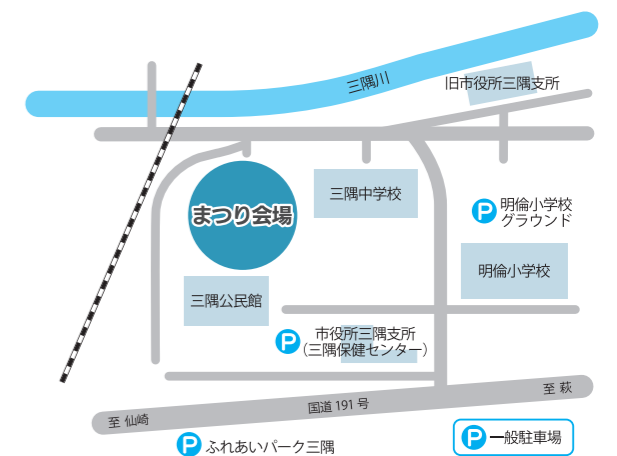 三隅川
旧市役所三隅支所
三隅中学校
P 明倫小学校
グラウンド
まつり会場
明倫小学校
三隅公民館
P 市役所三隅支所
（三隅保健センター）
至 萩
国道 191 号
至 仙崎
P ふれあいパーク三隅
P 一般駐車場